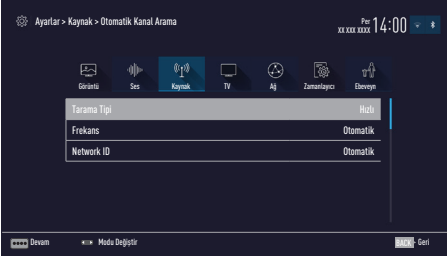 Ayarlar > Kaynak > Otomatik Kanal Arama
Per
xx xxx xxxx 14:00
Görüntü Ses Kaynak TV Ağ Zamanlayıcı Ebeveyn
Tarama Tipi Hızlı
Frekans Otomatik
Network ID Otomatik
Devam Modu Değiştir BACK - Geri